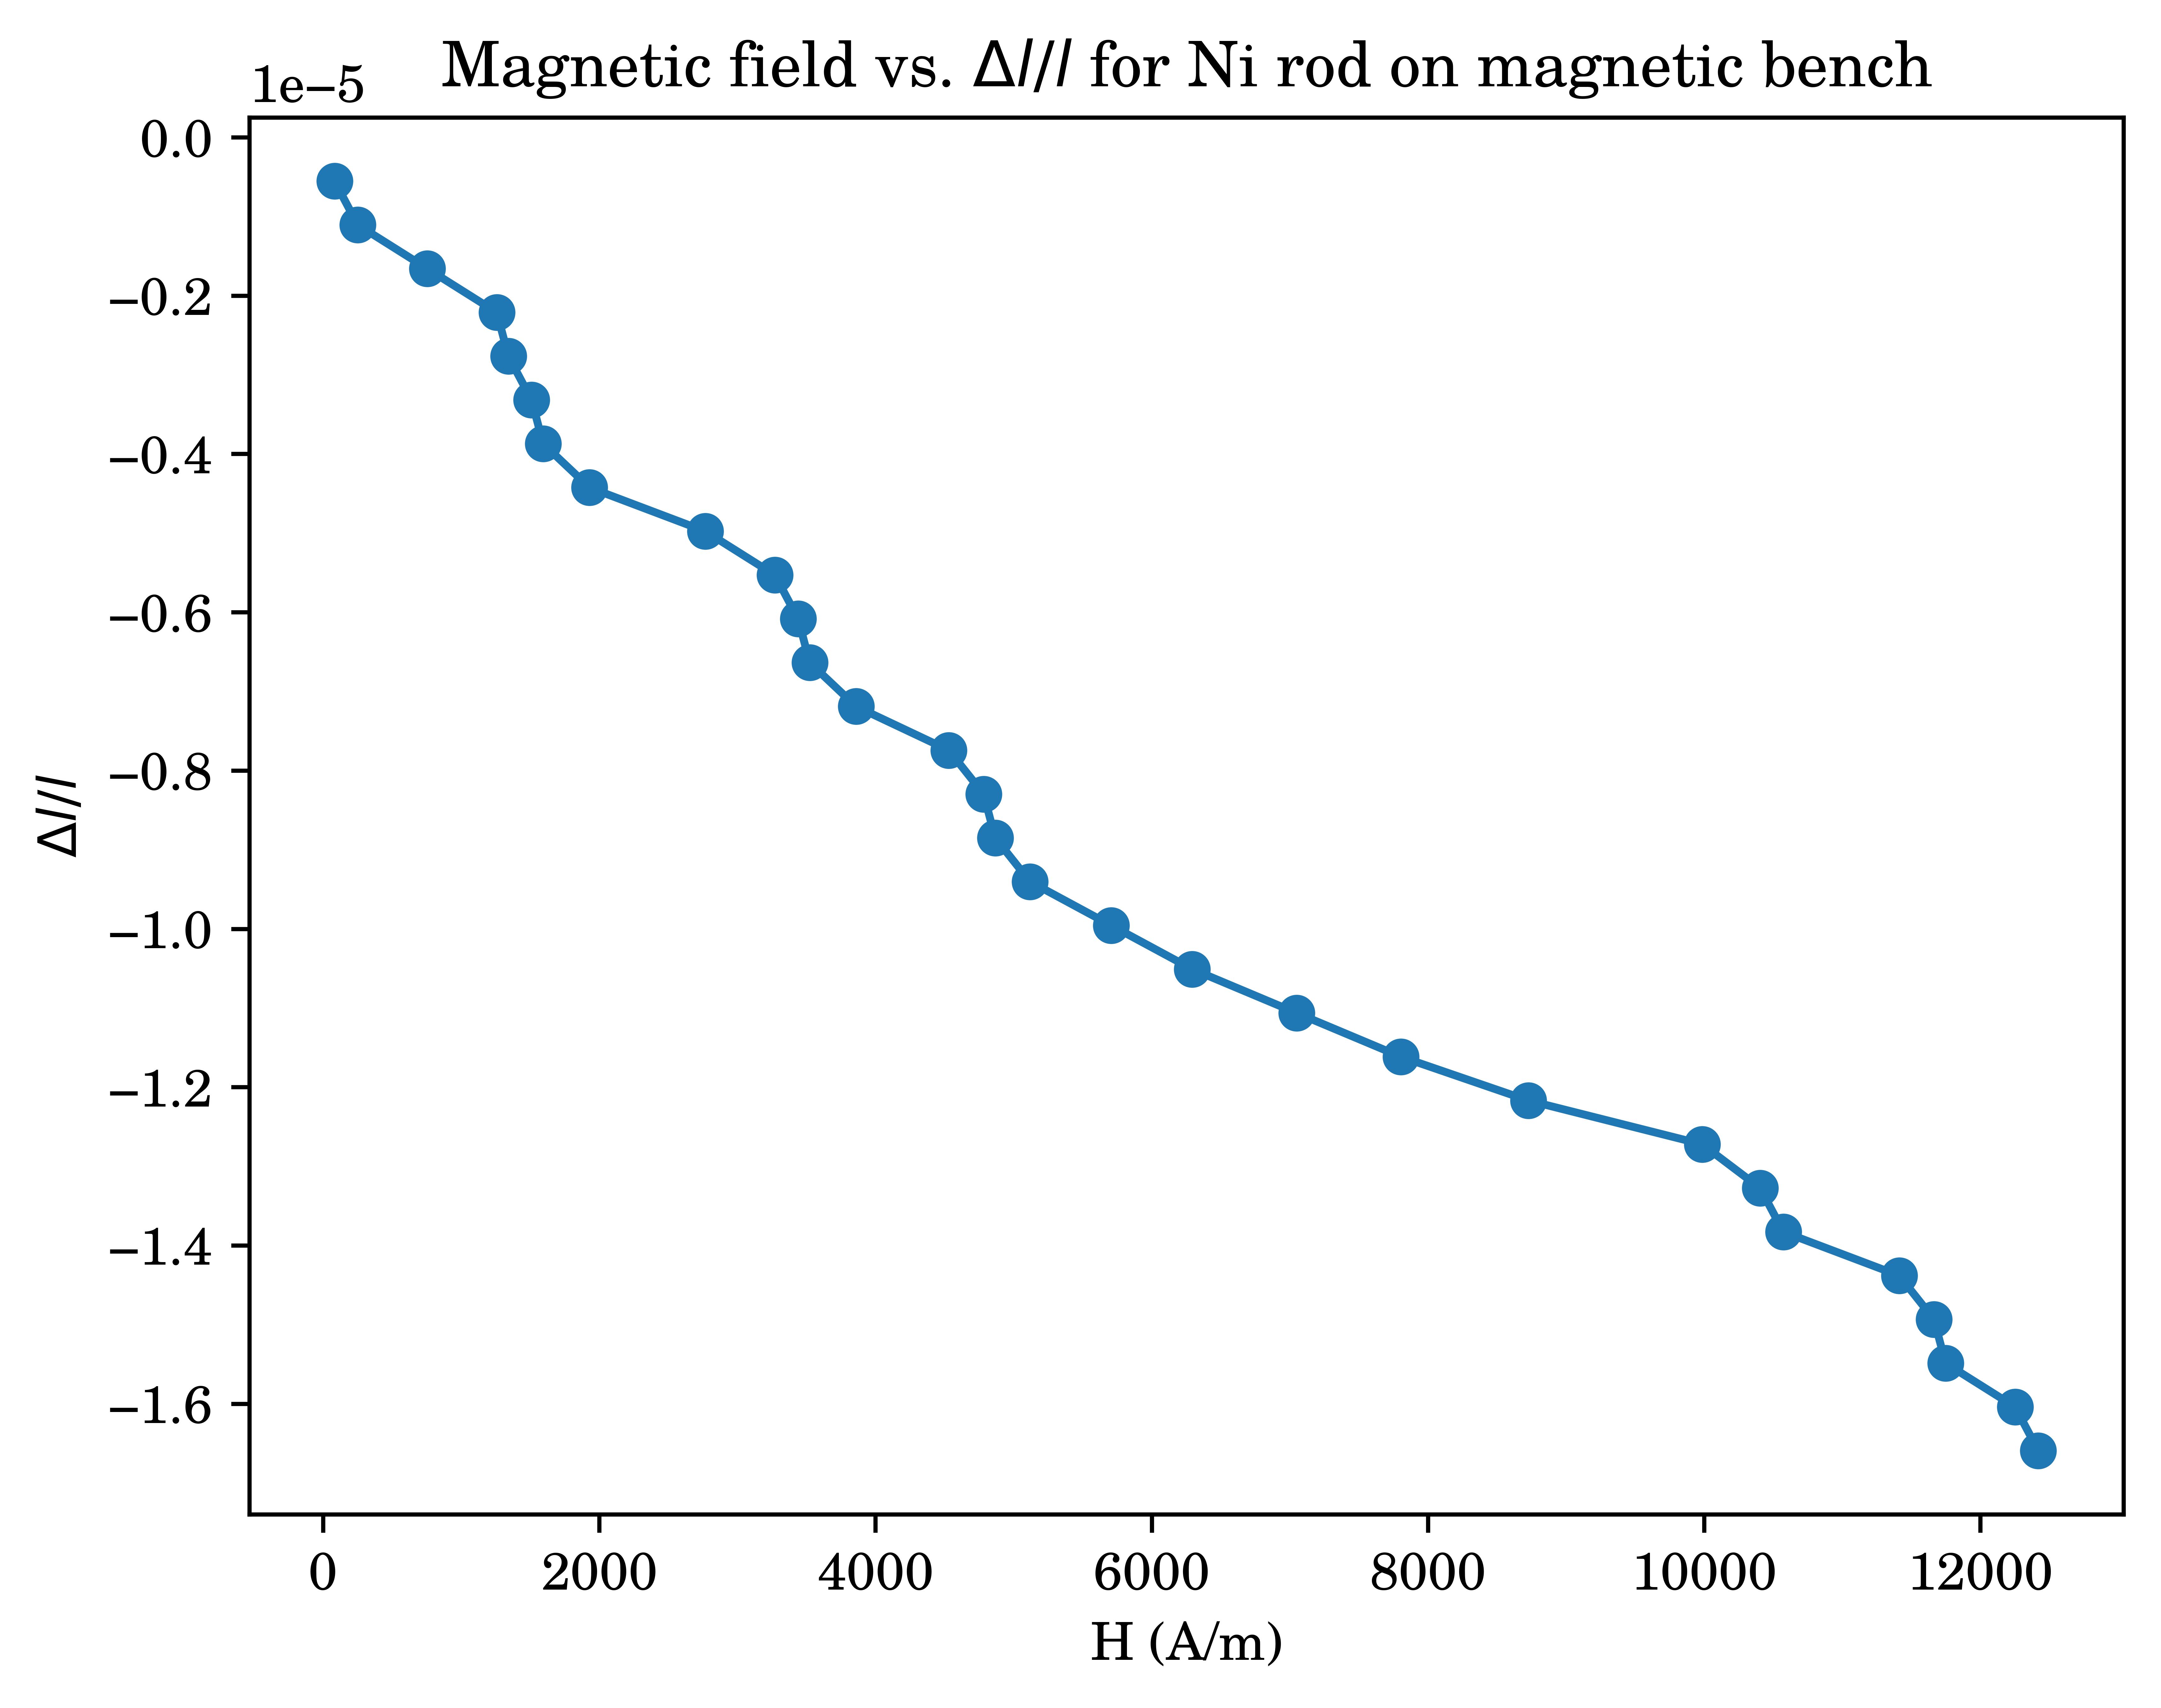 Magnetic field vs. Δl/l for Ni rod on magnetic bench
1e−5
0.0
−0.2
−0.4
−0.6
−0.8
−1.0
−1.2
−1.4
−1.6
Δl/l
0 2000 4000 6000 8000 10000 12000
H (A/m)